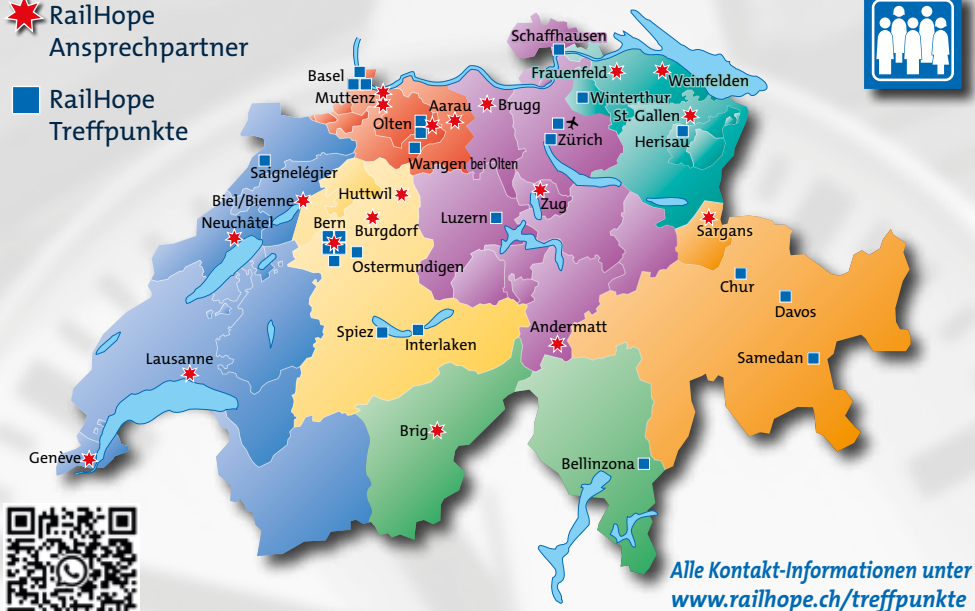 RailHope
Ansprechpartner
RailHope
Treffpunkte
Schaffhausen
Basel
Frauenfeld
Weinfelden
Muttenz
Aarau
Brugg
Winterthur
St. Gallen
Olten
Zürich
Herisau
Wangen bei Olten
Saignelégier
Huttwil
Biel/Bienne
Zug
Neuchâtel
Bern
Burgdorf
Luzern
Sargans
Ostermundigen
Chur
Davos
Andermatt
Spiez
Interlaken
Lausanne
Samedan
Brig
Genève
Bellinzona
Alle Kontakt-Informationen unter
www.railhope.ch/treffpunkte